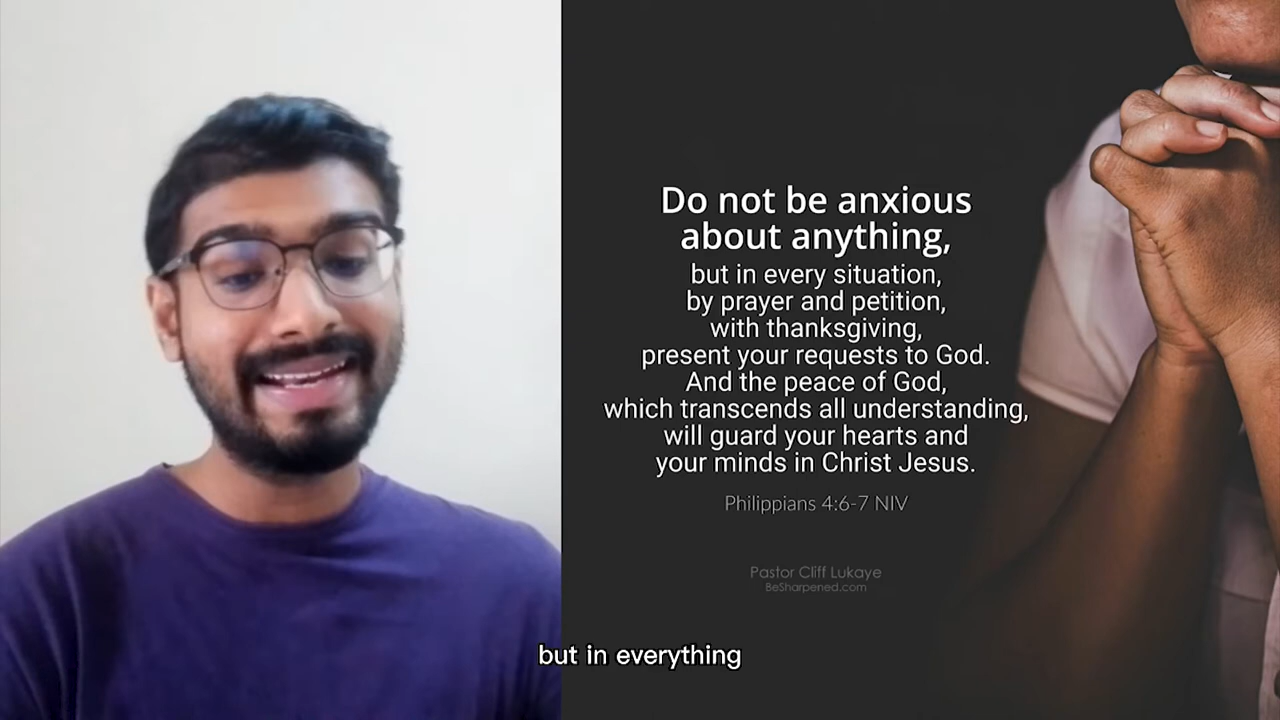 Do not be anxious
about anything,
but in every situation,
by prayer and petition,
with thanksgiving,
present your requests to God.
And the peace of God,
which transcends all understanding,
will guard your hearts and
your minds in Christ Jesus.
Philippians 4:6-7 NIV
Pastor Cliff Lukaye
BeSharpened.com
but in everything